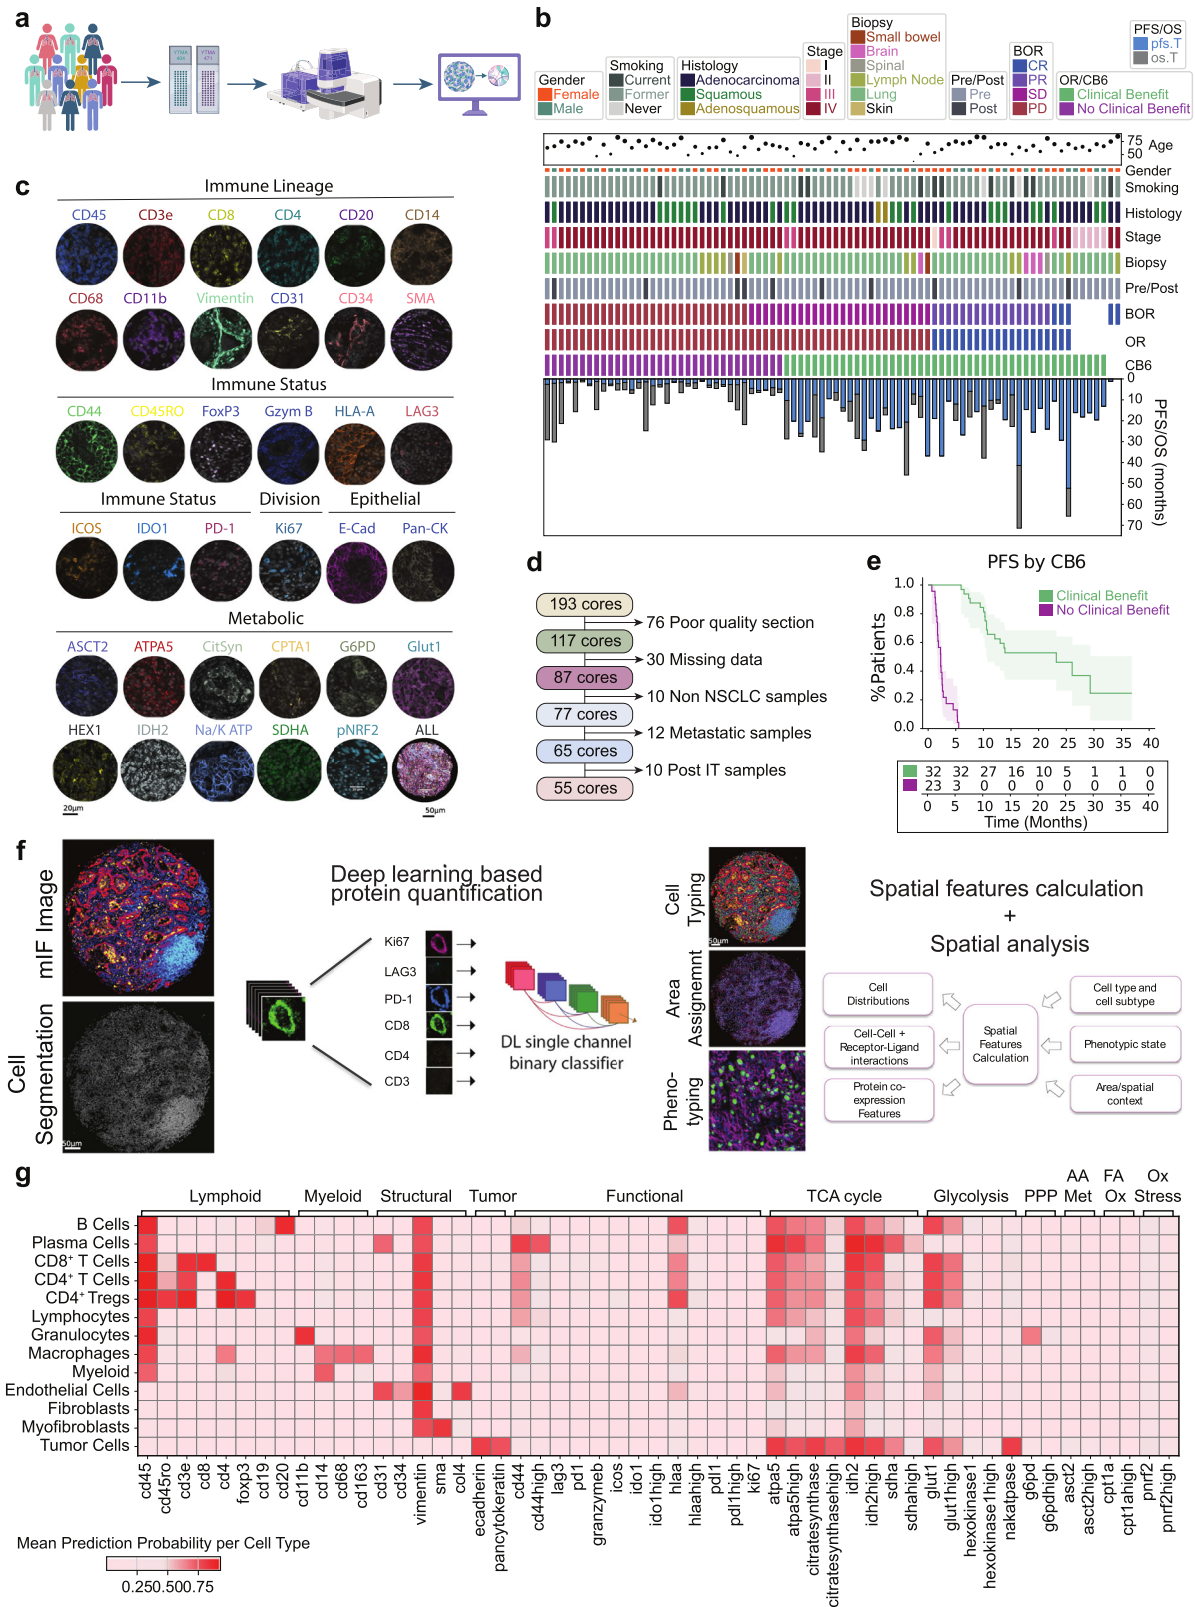 a
YTMA
404
YTMA
471
b
Gender
Female
Male
Smoking
Current
Former
Never
Histology
Adenocarcinoma
Squamous
Adenosquamous
Stage
I
II
III
IV
Biopsy
Small bowel
Brain
Spinal
Lymph Node
Lung
Skin
Pre/Post
Pre
Post
BOR
CR
PR
SD
PD
PFS/OS
pfs.T
os.T
OR/CB6
Clinical Benefit
No Clinical Benefit
75
50
Age
Gender
Smoking
Histology
Stage
Biopsy
Pre/Post
BOR
OR
CB6
0
10
20
30
40
50
60
70
PFS/OS (months)
c
Immune Lineage
CD45 CD3e CD8 CD4 CD20 CD14
CD68 CD11b Vimentin CD31 CD34 SMA
Immune Status
CD44 CD45RO FoxP3 Gzym B HLA-A LAG3
Immune Status Division Epithelial
ICOS IDO1 PD-1 Ki67 E-Cad Pan-CK
Metabolic
ASCT2 ATPA5 CitSyn CPTA1 G6PD Glut1
HEX1 IDH2 Na/K ATP SDHA pNRF2 ALL
20µm
50µm
d
193 cores
76 Poor quality section
117 cores
30 Missing data
87 cores
10 Non NSCLC samples
77 cores
12 Metastatic samples
65 cores
10 Post IT samples
55 cores
e
PFS by CB6
Clinical Benefit
No Clinical Benefit
%Patients
1.0
0.8
0.6
0.4
0.2
0.0
0 5 10 15 20 25 30 35 40
32 32 27 16 10 5 1 1 0
23 3 0 0 0 0 0 0 0
0 5 10 15 20 25 30 35 40
Time (Months)
f
mIF Image
Cell
Segmentation
50µm
Deep learning based
protein quantification
Ki67
LAG3
PD-1
CD8
CD4
CD3
DL single channel
binary classifier
Cell
Typing
50µm
Area
Assignemnt
Pheno-
typing
Spatial features calculation
+
Spatial analysis
Cell
Distributions
Cell-Cell +
Receptor-Ligand
interactions
Protein co-
expression
Features
Spatial
Features
Calculation
Cell type and
cell subtype
Phenotypic state
Area/spatial
context
g
Lymphoid Myeloid Structural Tumor Functional TCA cycle Glycolysis PPP
AA
Met
FA
Ox
Ox
Stress
B Cells
Plasma Cells
CD8+ T Cells
CD4+ T Cells
CD4+ Tregs
Lymphocytes
Granulocytes
Macrophages
Myeloid
Endothelial Cells
Fibroblasts
Myofibroblasts
Tumor Cells
cd45
cd45ro
cd3e
cd8
cd4
foxp3
cd19
cd20
cd11b
cd14
cd68
cd163
cd31
cd34
vimentin
sma
col4
ecadherin
pancytokeratin
cd44
cd44high
lag3
pd1
granzymeb
icos
ido1
ido1high
hlaa
hlaahigh
pdl1
pdl1high
ki67
atpa5
atpa5high
citratesynthase
citratesynthasehigh
idh2
idh2high
sdha
sdhahigh
glut1
glut1high
hexokinase1
hexokinase1high
nakatpase
g6pd
g6pdhigh
asct2
asct2high
cpt1a
cpt1ahigh
pnrf2
pnrf2high
Mean Prediction Probability per Cell Type
0.250.500.75